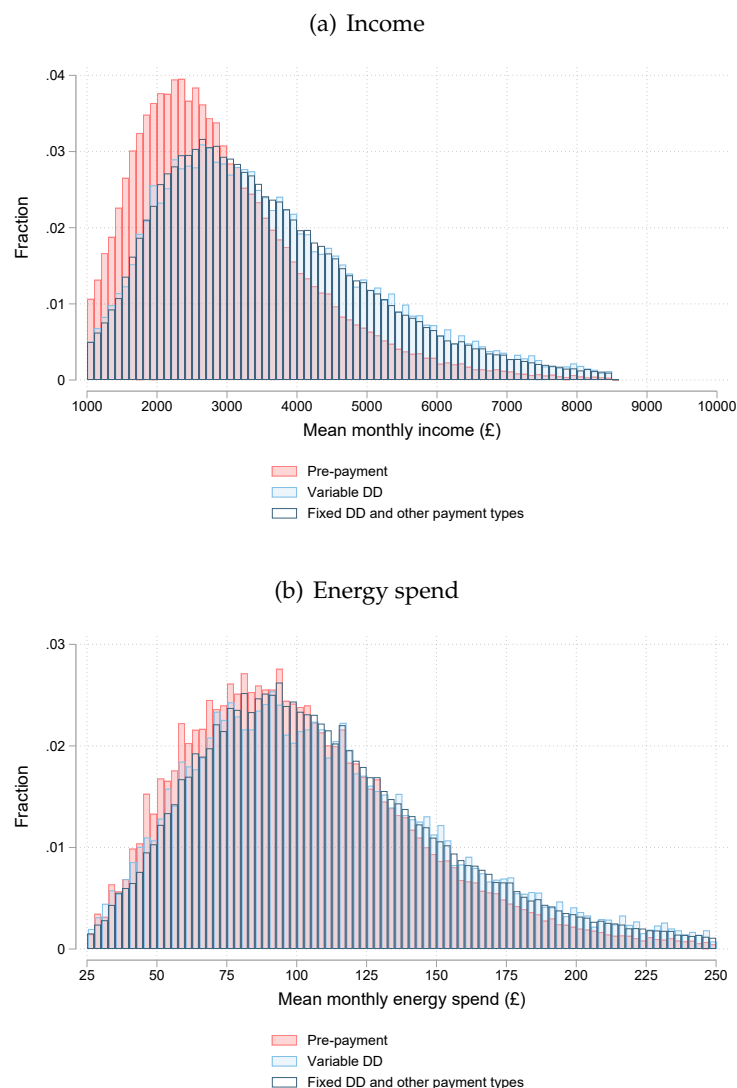 (a) Income
.04
.03
.02
.01
0
Fraction
1000 2000 3000 4000 5000 6000 7000 8000 9000 10000
Mean monthly income (£)
Pre-payment
Variable DD
Fixed DD and other payment types
(b) Energy spend
.03
.02
.01
0
Fraction
25 50 75 100 125 150 175 200 225 250
Mean monthly energy spend (£)
Pre-payment
Variable DD
Fixed DD and other payment types